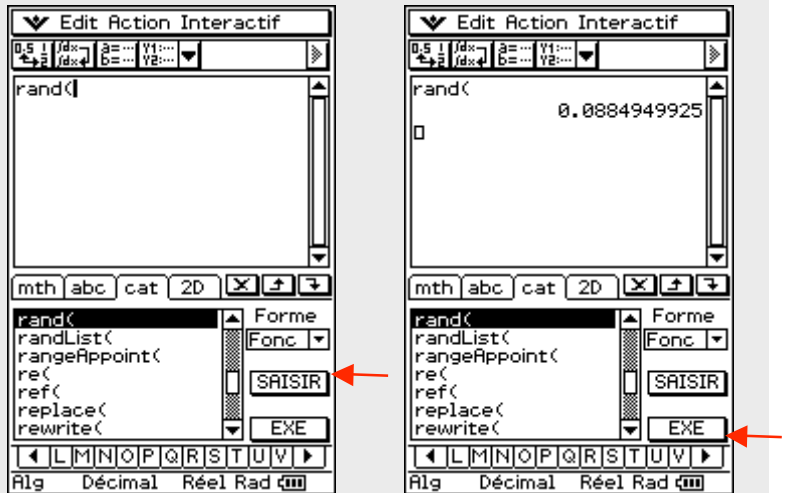 Edit Action Interactif
rand(
mth abc cat 2D
rand(
randList(
rangeAppoint(
re(
ref(
replace(
rewrite(
Forme
Fonc
SAISIR
EXE
L M N O P Q R S T U V
Alg Décimal Réel Rad
Edit Action Interactif
rand(
0.0884949925
mth abc cat 2D
rand(
randList(
rangeAppoint(
re(
ref(
replace(
rewrite(
Forme
Fonc
SAISIR
EXE
L M N O P Q R S T U V
Alg Décimal Réel Rad